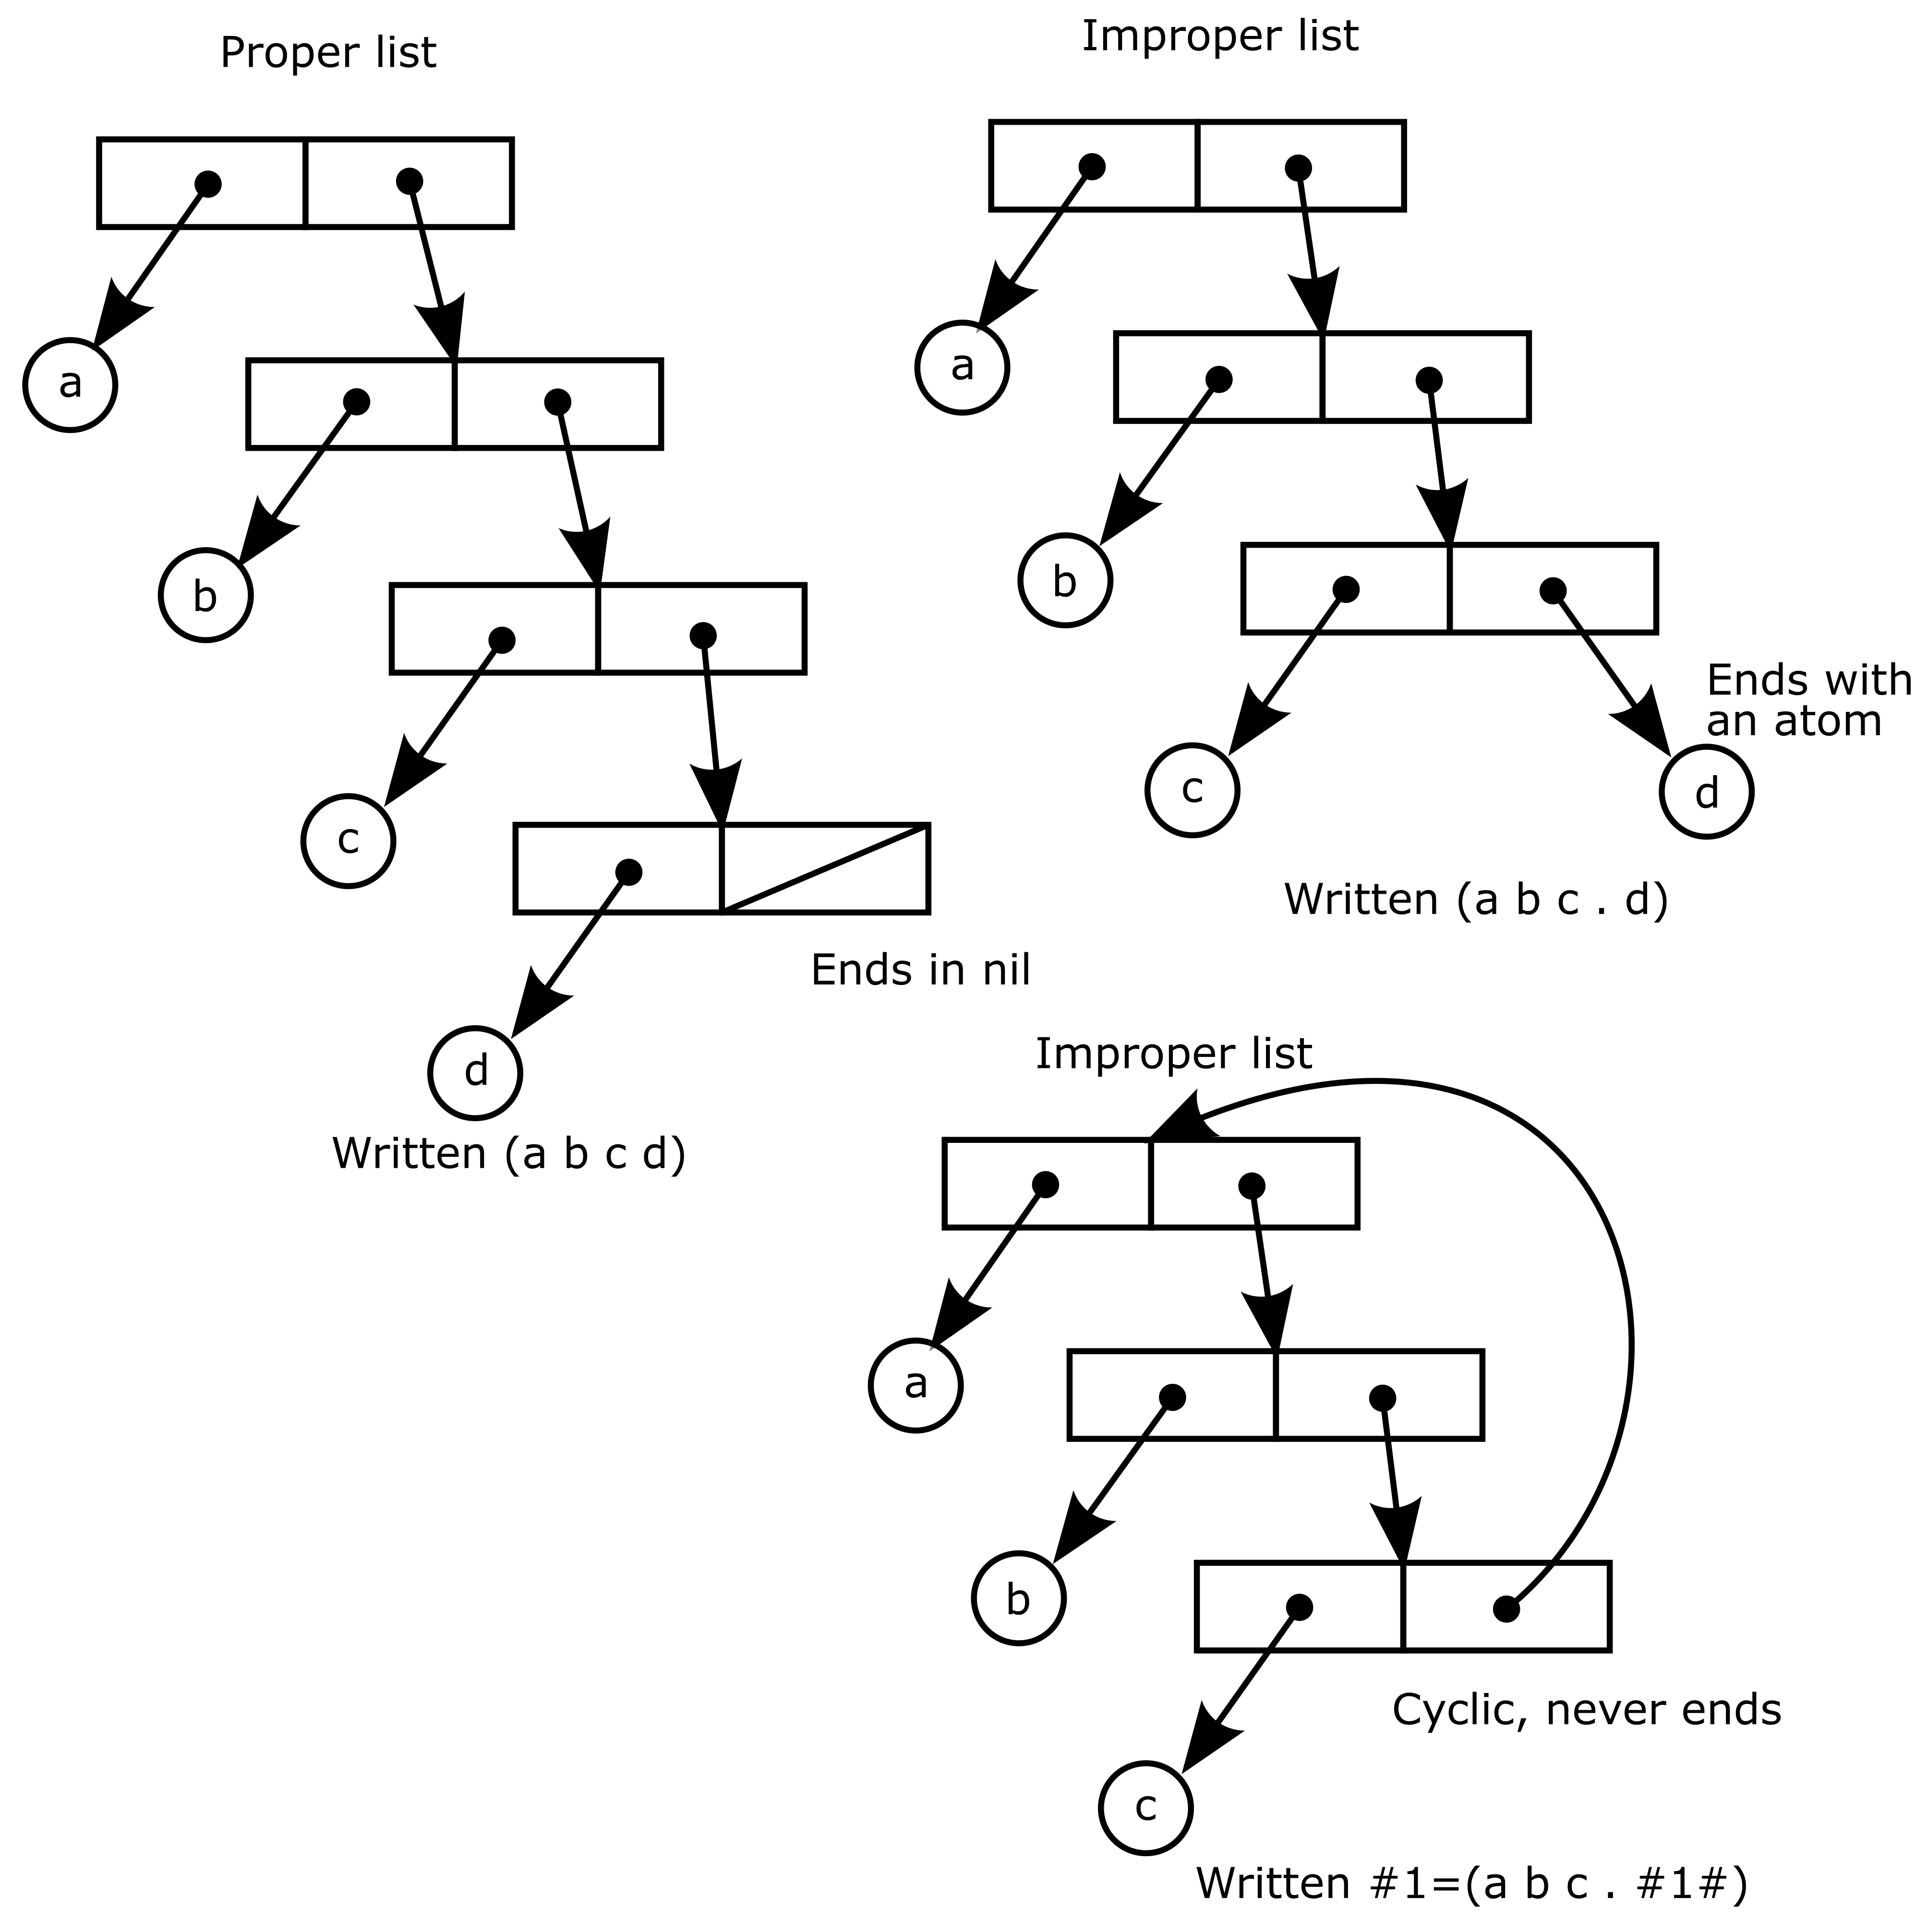 Proper list
a
b
c
d
Ends in nil
Written (a b c d)
Improper list
a
b
c
d
Ends with
an atom
Written (a b c . d)
Improper list
a
b
c
Cyclic, never ends
Written #1=(a b c . #1#)